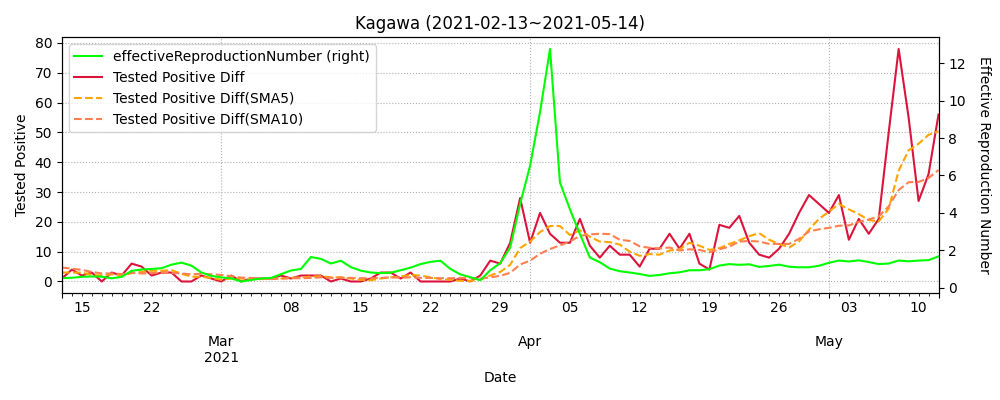 Kagawa (2021-02-13~2021-05-14)
effectiveReproductionNumber (right)
Tested Positive Diff
Tested Positive Diff(SMA5)
Tested Positive Diff(SMA10)
Tested Positive
80
70
60
50
40
30
20
10
0
12
10
8
6
4
2
0
Effective Reproduction Number
15 22 08 15 22 29 05 12 19 26 03 10
Mar Apr May
2021
Date